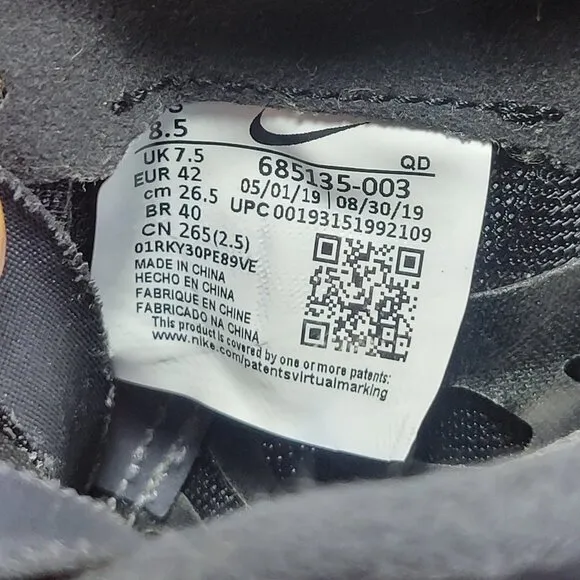 8.5
UK 7.5
EUR 42
cm 26.5
BR 40
CN 265(2.5)
01RKY30PE89VE
MADE IN CHINA
HECHO EN CHINA
FABRIQUE EN CHINE
FABRICADO NA CHINA
QD
685135-003
05/01/19 | 08/30/19
UPC 00193151992109
This product is covered by one or more patents:
www.nike.com/patentsvirtualmarking